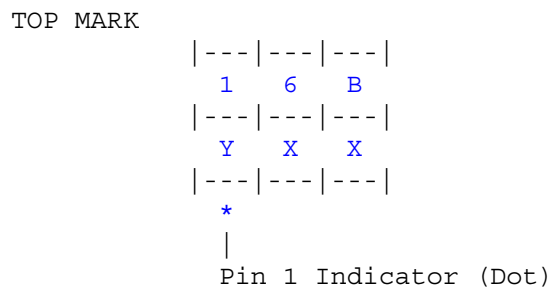 TOP MARK
|---|---|---|
1 6 B
|---|---|---|
Y X X
|---|---|---|
*
|
Pin 1 Indicator (Dot)